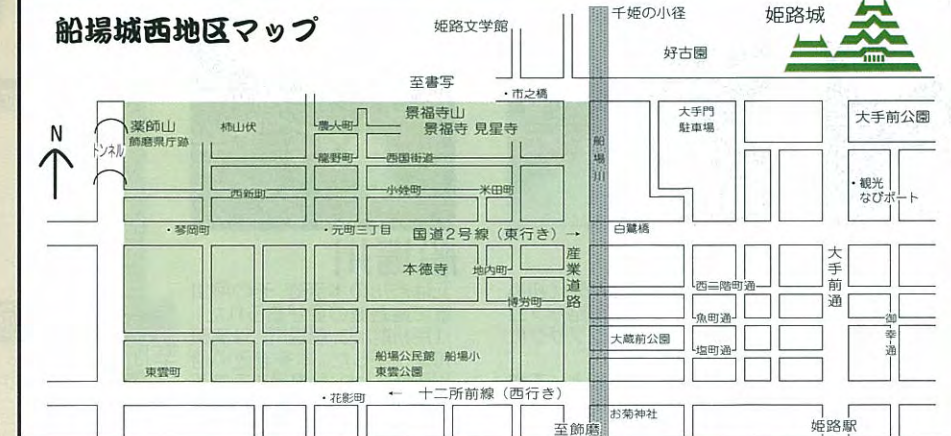 船場城西地区マップ
姫路文学館
千姫の小径
姫路城
好古園
至書写
・市之橋
景福寺山
景福寺 見星寺
大手門
駐車場
大手前公園
N
トンネル
薬師山
飾磨県庁跡
柿山伏
農人町
船場川
龍野町
西国街道
・観光
なびポート
西新町
小姓町
米田町
・琴岡町
・元町三丁目
国道2号線（東行き）→
白鷺橋
本徳寺
地内町
産業道路
大手前通
西二階町通
博労町
魚町通
御幸通
大蔵前公園
塩町通
船場公民館 船場小
東雲公園
東雲町
・花影町
← 十二所前線（西行き）
お菊神社
至飾磨
姫路駅